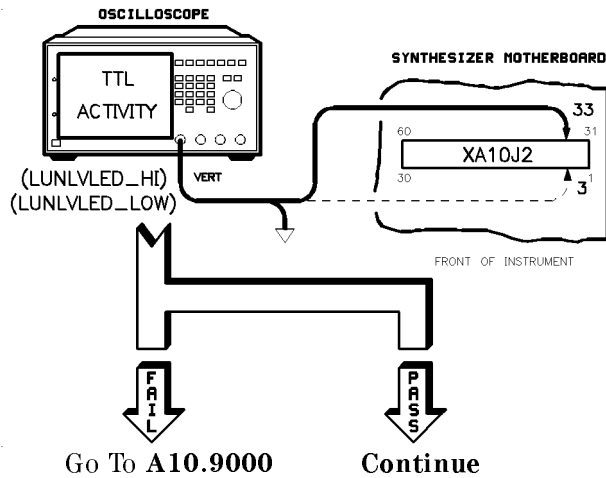 OSCILLOSCOPE
SYNTHESIZER MOTHERBOARD
TTL
ACTIVITY
33
60
31
XA10J2
(LUNLVLED_HI)
VERT
30
1
(LUNLVLED_LOW)
3
FRONT OF INSTRUMENT
FAIL
PASS
Go To A10.9000
Continue